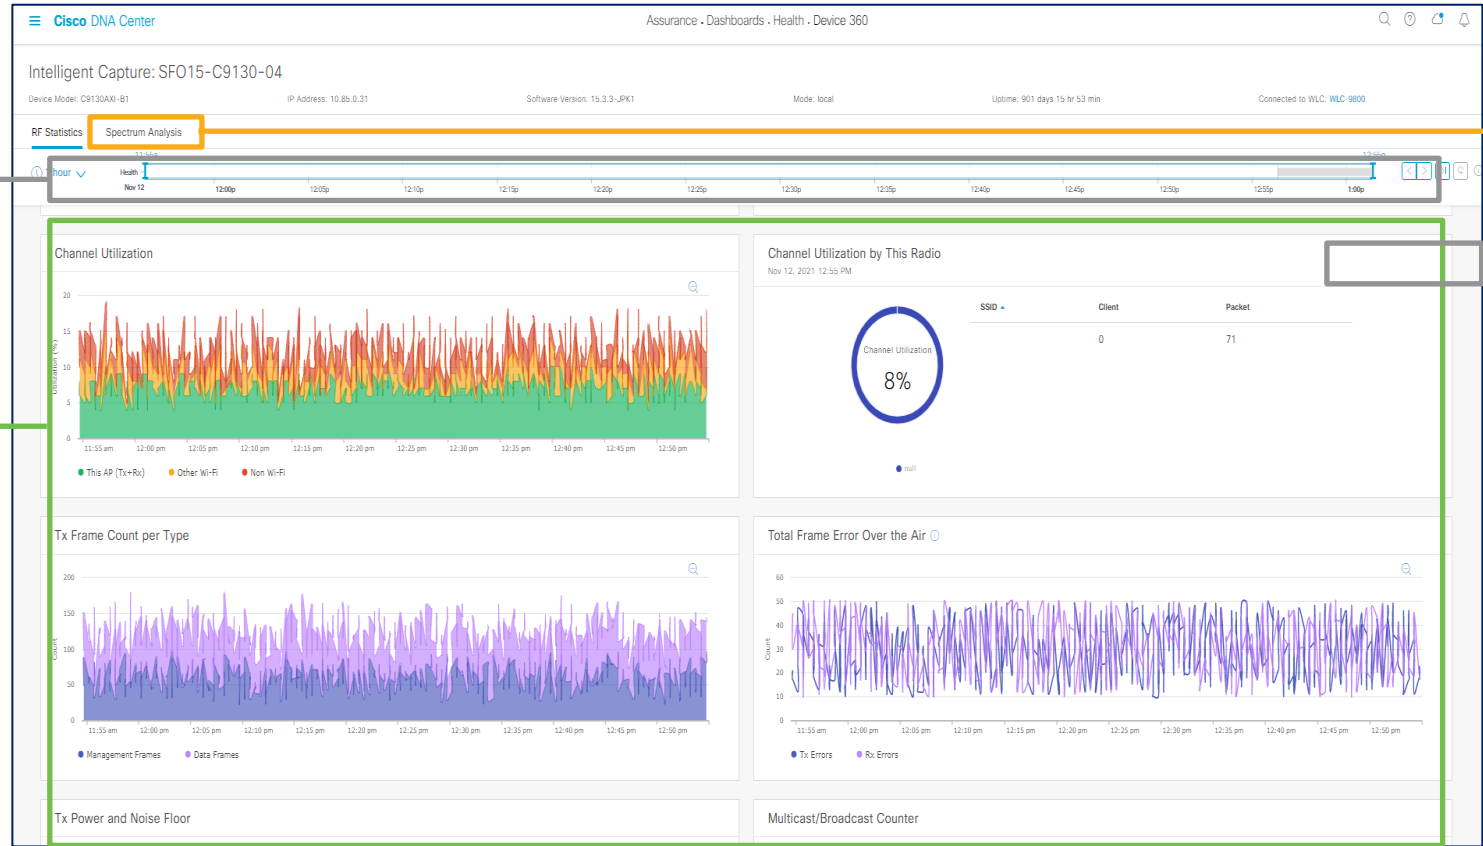 Cisco DNA Center
Assurance • Dashboards • Health • Device 360
Intelligent Capture: SFO15-C9130-04
Device Model: C9130AXI-B1 IP Address: 10.85.0.31 Software Version: 15.3.3-JPK1 Mode: local Uptime: 901 days 15 hr 53 min Connected to WLC: WLC-9800
RF Statistics Spectrum Analysis
11:55a 12:55p
hour Health
Nov 12 12:00p 12:05p 12:10p 12:15p 12:20p 12:25p 12:30p 12:35p 12:40p 12:45p 12:50p 12:55p 1:00p
Channel Utilization
20
15
10
5
0
Utilization (%)
11:55 am 12:00 pm 12:05 pm 12:10 pm 12:15 pm 12:20 pm 12:25 pm 12:30 pm 12:35 pm 12:40 pm 12:45 pm 12:50 pm
This AP (Tx+Rx) Other Wi-Fi Non Wi-Fi
Channel Utilization by This Radio
Nov 12, 2021 12:55 PM
Channel Utilization
8%
null
SSID Client Packet
0 71
Tx Frame Count per Type
200
150
100
50
0
Count
11:55 am 12:00 pm 12:05 pm 12:10 pm 12:15 pm 12:20 pm 12:25 pm 12:30 pm 12:35 pm 12:40 pm 12:45 pm 12:50 pm
Management Frames Data Frames
Total Frame Error Over the Air
60
50
40
30
20
10
0
Count
11:55 am 12:00 pm 12:05 pm 12:10 pm 12:15 pm 12:20 pm 12:25 pm 12:30 pm 12:35 pm 12:40 pm 12:45 pm 12:50 pm
Tx Errors Rx Errors
Tx Power and Noise Floor
Multicast/Broadcast Counter